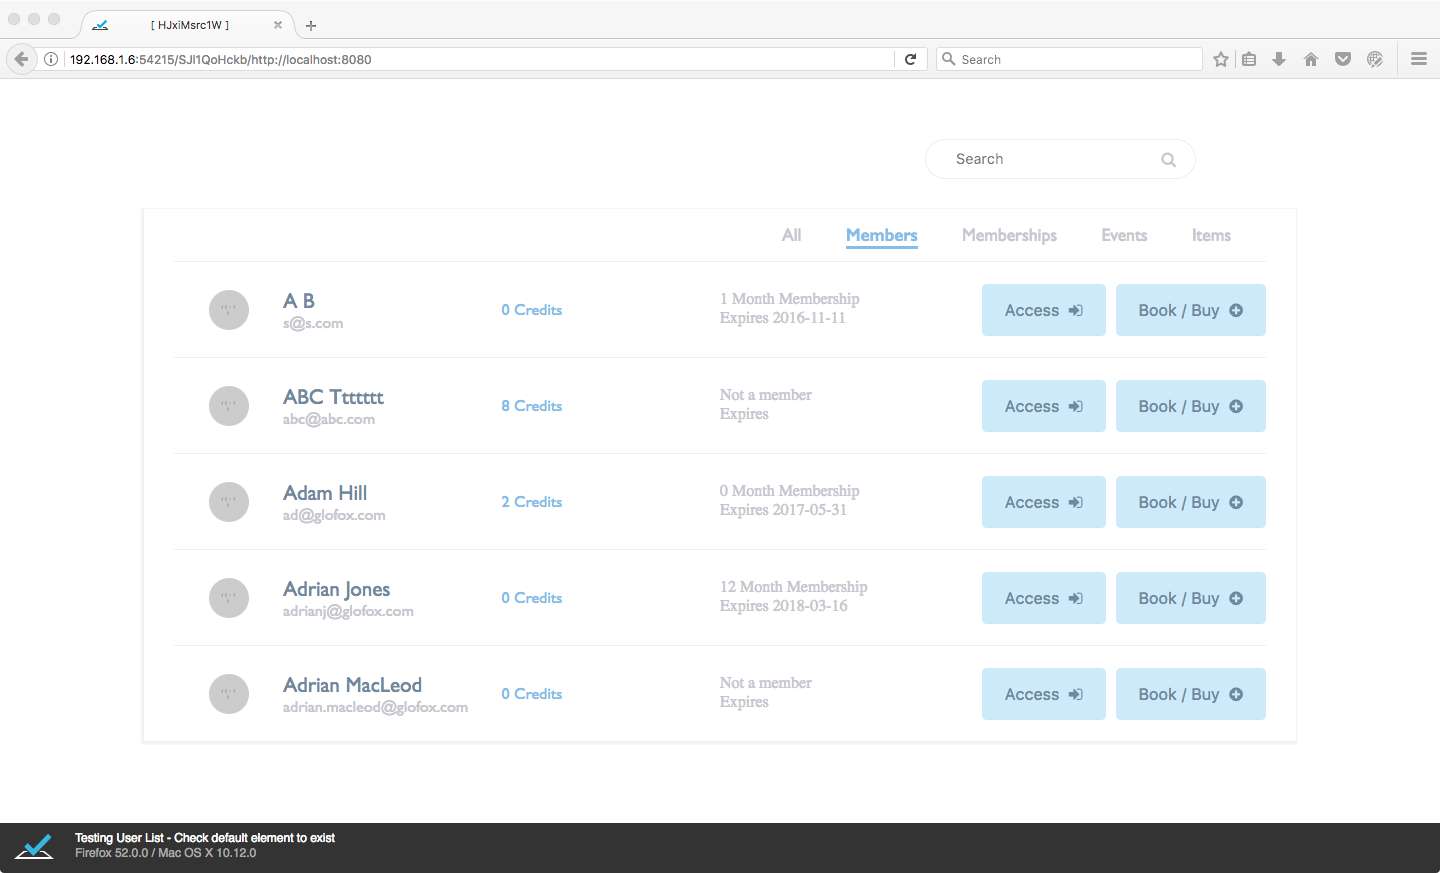 [ HJxiMsrc1W ]
192.168.1.6:54215/SJl1QoHckb/http://localhost:8080
Search
Search
All Members Memberships Events Items
A B
s@s.com
0 Credits
1 Month Membership
Expires 2016-11-11
Access
Book / Buy
ABC Ttttttt
abc@abc.com
8 Credits
Not a member
Expires
Access
Book / Buy
Adam Hill
ad@glofox.com
2 Credits
0 Month Membership
Expires 2017-05-31
Access
Book / Buy
Adrian Jones
adrianj@glofox.com
0 Credits
12 Month Membership
Expires 2018-03-16
Access
Book / Buy
Adrian MacLeod
adrian.macleod@glofox.com
0 Credits
Not a member
Expires
Access
Book / Buy
Testing User List - Check default element to exist
Firefox 52.0.0 / Mac OS X 10.12.0